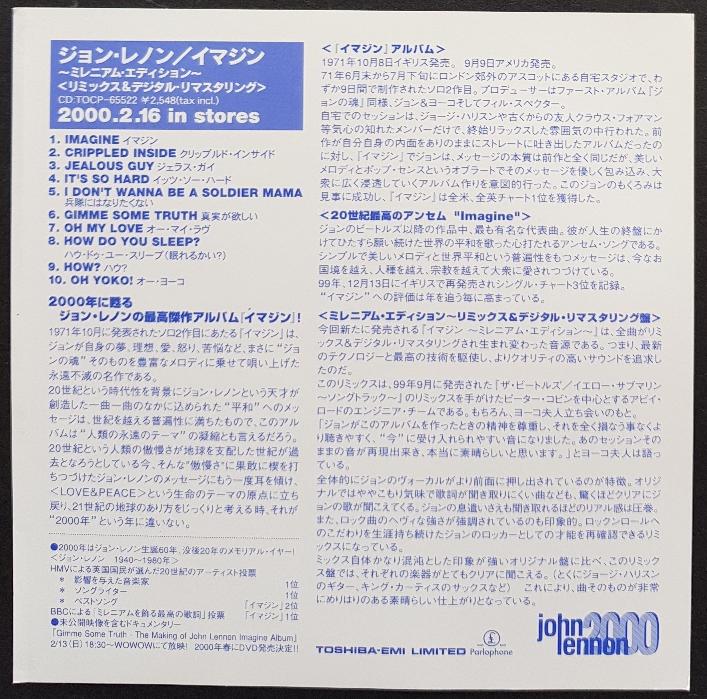 ジョン・レノン／イマジン
～ミレニアム・エディション～
＜リミックス&デジタル・リマスタリング＞
CD:TOCP-65522 ￥2,548(tax incl.)
2000.2.16 in stores
1. IMAGINE イマジン
2. CRIPPLED INSIDE クリップルド・インサイド
3. JEALOUS GUY ジェラス・ガイ
4. IT'S SO HARD イッツ・ソー・ハード
5. I DON'T WANNA BE A SOLDIER MAMA
兵隊にはなりたくない
6. GIMME SOME TRUTH 真実が欲しい
7. OH MY LOVE オー・マイ・ラヴ
8. HOW DO YOU SLEEP?
ハウ・ドゥ・ユー・スリープ（眠れるかい?）
9. HOW? ハウ?
10. OH YOKO! オー・ヨーコ
2000年に甦る
ジョン・レノンの最高傑作アルバム『イマジン』！
1971年10月に発表されたソロ2作目にあたる『イマジン』は、
ジョンが自身の夢、理想、愛、怒り、苦悩など、まさに“ジョ
ンの魂”そのものを豊富なメロディに乗せて唄い上げた
永遠不滅の名作である。
20世紀という時代性を背景にジョン・レノンという天才が
創造した一曲一曲のなかに込められた“平和”へのメッ
セージは、世紀を越える普遍性に満ちたもので、このアル
バムは“人類の永遠のテーマ”の凝縮とも言えるだろう。
20世紀という人類の傲慢さが地球を支配した世紀が過
去となろうとしている今、そんな“傲慢さ”に果敢に楔を打
ちつづけたジョン・レノンのメッセージにもう一度耳を傾け、
＜LOVE&PEACE＞という生命のテーマの原点に立ち
戻り、21世紀の地球のあり方をじっくりと考える時、それが
“2000年”という年に違いない。
●2000年はジョン・レノン生誕60年、没後20年のメモリアル・イヤー！
＜ジョン・レノン 1940～1980年＞
HMVによる英国国民が選んだ20世紀のアーティスト投票
＊ 影響を与えた音楽家 1位
＊ ソングライター 1位
＊ ベストソング 「イマジン」2位
BBCによる「ミレニアムを飾る最高の歌詞」投票 「イマジン」1位
●未公開映像を含むドキュメンタリー
「Gimme Some Truth - The Making of John Lennon Imagine Album」
2/13（日）18:30～WOWOWにて放映！ 2000年春にDVD発売決定!!
＜『イマジン』アルバム＞
1971年10月8日イギリス発売。 9月9日アメリカ発売。
71年6月末から7月下旬にロンドン郊外のアスコットにある自宅スタジオで、わ
ずか9日間で制作されたソロ2作目。プロデューサーはファースト・アルバム『ジ
ョンの魂』同様、ジョン&ヨーコそしてフィル・スペクター。
自宅でのセッションは、ジョージ・ハリスンや古くからの友人クラウス・フォアマン
等気心の知れたメンバーだけで、終始リラックスした雰囲気の中行われた。前
作が自分自身の内面をありのままにストレートに吐き出したアルバムだったの
に対し、『イマジン』でジョンは、メッセージの本質は前作と全く同じだが、美しい
メロディとポップ・センスというオブラートでそのメッセージを優しく包み込み、大
衆に広く浸透していくアルバム作りを意図的行った。このジョンのもくろみは
見事に成功し、『イマジン』は全米、全英チャート1位を獲得した。
＜20世紀最高のアンセム "Imagine"＞
ジョンのビートルズ以降の作品中、最も有名な代表曲。彼が人生の終盤にか
けてひたすら願い続けた世界の平和を歌った心打たれるアンセム・ソングである。
シンプルで美しいメロディと世界平和という普遍性をもつメッセージは、今なお
国境を越え、人種を越え、宗教を越えて大衆に愛されつづけている。
99年、12月13日にイギリスで再発されシングル・チャート3位を記録。
“イマジン”への評価は年を追う毎に高まっている。
＜ミレニアム・エディション～リミックス&デジタル・リマスタリング盤＞
今回新たに発売される『イマジン ～ミレニアム・エディション～』は、全曲がリミ
ックス&デジタル・リマスタリングされ生まれ変わった音源である。つまり、最新
のテクノロジーと最高の技術を駆使し、よりクオリティの高いサウンドを追求し
たのだ。
このリミックスは、99年9月に発売された『ザ・ビートルズ/イエロー・サブマリン
～ソングトラック～』のリミックスを手がけたピーター・コビンを中心とするアビイ・
ロードのエンジニア・チームである。もちろん、ヨーコ夫人立ち会いのもと。
「ジョンがこのアルバムを作ったときの精神を尊重し、それを全く損なう事なくよ
り聴きやすく、“今”に受け入れられやすい音になりました。あのセッションその
ままの音が再現出来き、本当に素晴らしいと思います。」とヨーコ夫人は語っ
ている。
全体的にジョンのヴォーカルがより前面に押し出されているのが特徴。オリジ
ナルではややこもり気味で歌詞が聞き取りにくい曲なども、驚くほどクリアにジ
ョンの歌が聞こえてくる。ジョンの息遣いさえも聞き取れるほどのリアル感は圧巻。
また、ロック曲のヘヴィな強さが強調されているのも印象的。ロックンロールへ
のこだわりを生涯持ち続けたジョンのロッカーとしての才能を再確認できるリミ
ックスになっている。
ミックス自体かなり混沌とした印象が強いオリジナル盤に比べ、このリミック
ス盤では、それぞれの楽器がとてもクリアに聞こえる。（とくにジョージ・ハリスン
のギター、キング・カーティスのサックスなど） これにより、曲そのものが非常
にめりはりのある素晴らしい仕上がりとなっている。
TOSHIBA-EMI LIMITED Parlophone
john lennon 2000